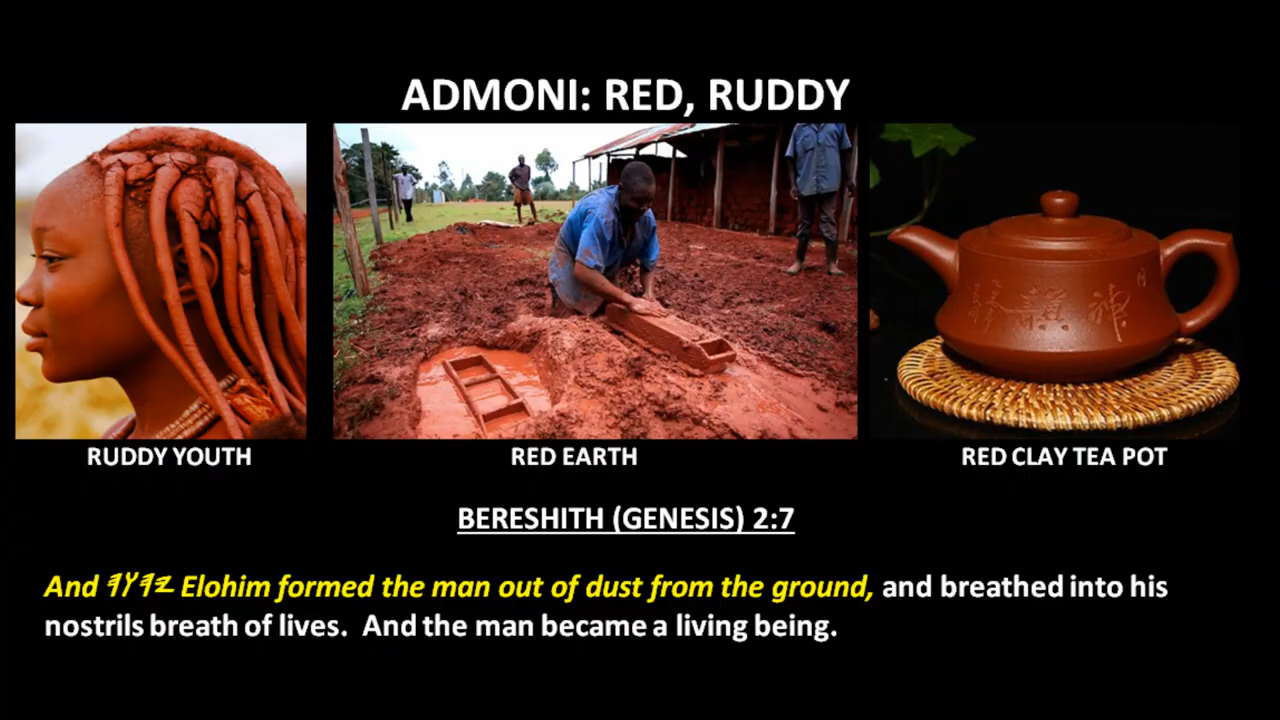 ADMONI: RED, RUDDY
RUDDY YOUTH
RED EARTH
RED CLAY TEA POT
BERESHITH (GENESIS) 2:7
And 𐤉𐤄𐤅𐤄 Elohim formed the man out of dust from the ground, and breathed into his
nostrils breath of lives. And the man became a living being.